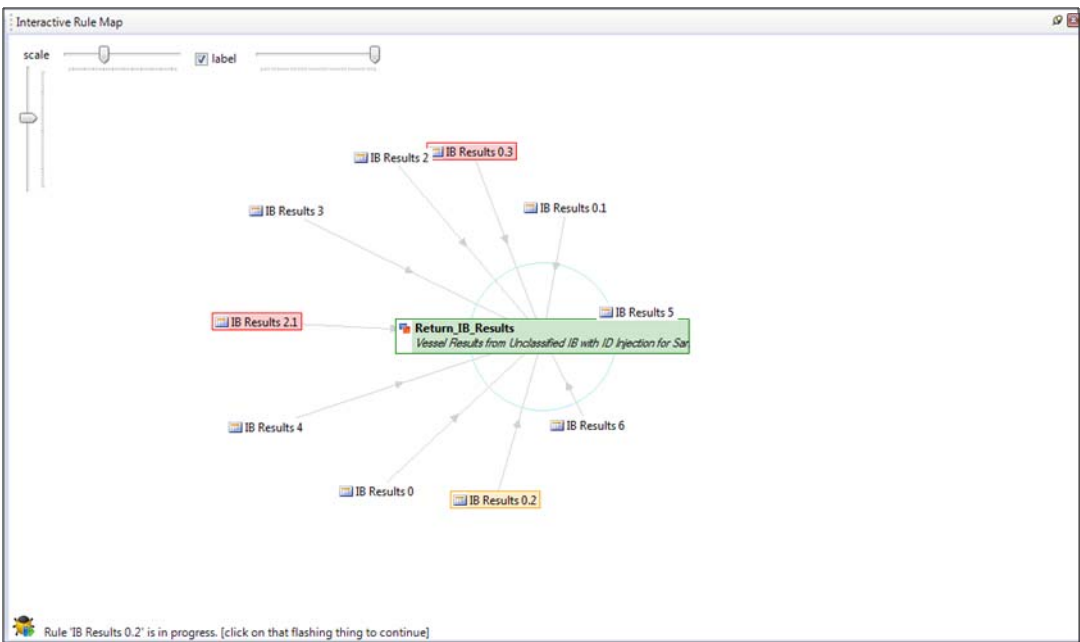 Interactive Rule Map
scale
label
IB Results 2
IB Results 0.3
IB Results 3
IB Results 0.1
IB Results 5
IB Results 2.1
Return_IB_Results
Vessel Results from Unclassified IB with ID Injection for Sar
IB Results 4
IB Results 6
IB Results 0
IB Results 0.2
Rule 'IB Results 0.2' is in progress. [click on that flashing thing to continue]